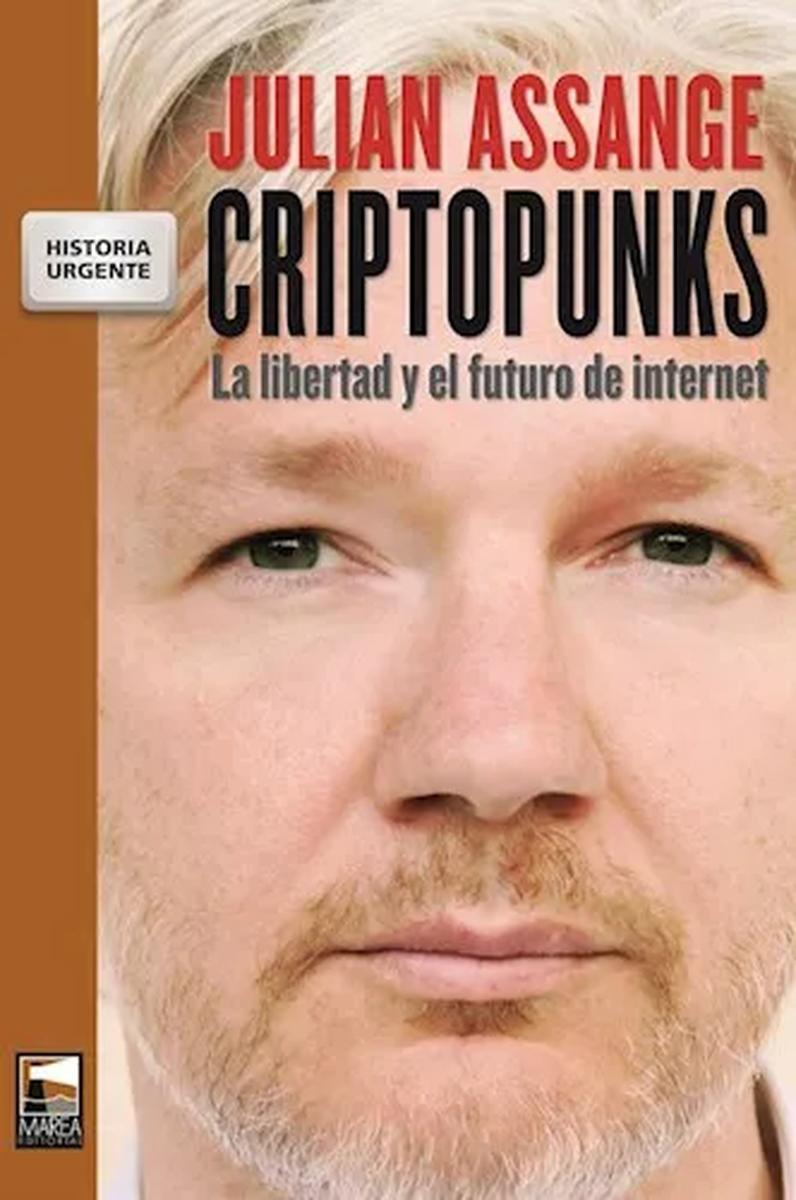 JULIAN ASSANGE
CRIPTOPUNKS
La libertad y el futuro de internet
HISTORIA
URGENTE
MAREA
EDITORIAL